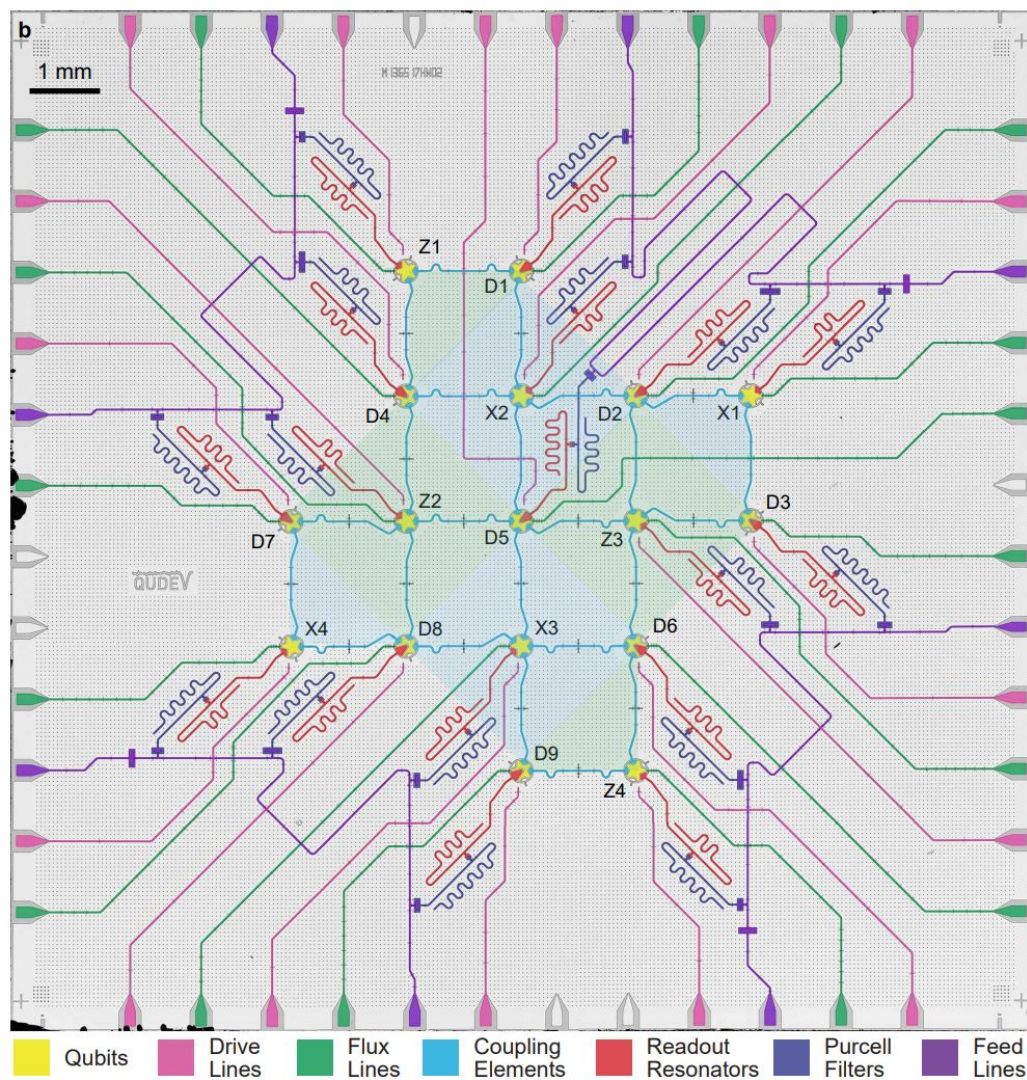 b
1 mm
Z1
D1
D4
X2
D2
X1
D7
Z2
D5
Z3
D3
QUDEV
X4
D8
X3
D6
D9
Z4
Qubits
Drive
Lines
Flux
Lines
Coupling
Elements
Readout
Resonators
Purcell
Filters
Feed
Lines